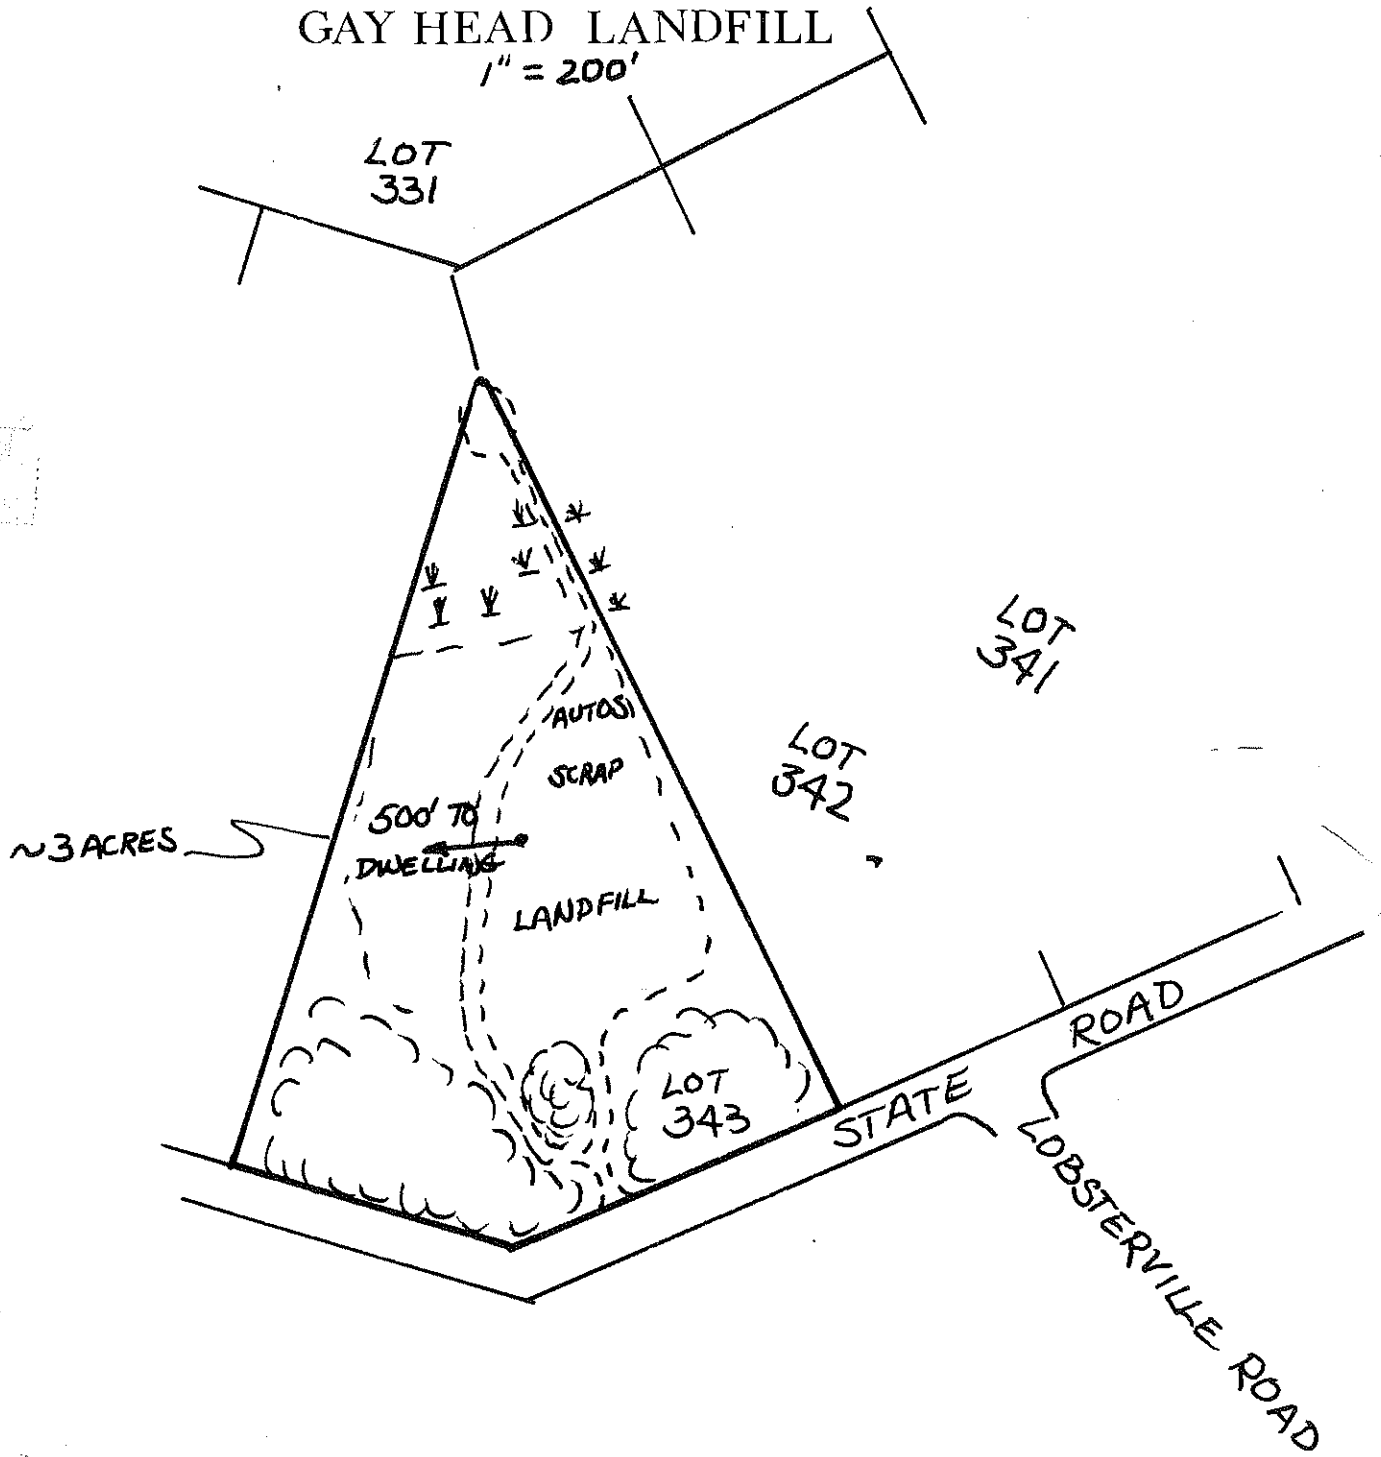 GAY HEAD LANDFILL
1" = 200'
LOT
331
LOT
341
LOT
342
AUTOS
SCRAP
500' TO
DWELLING
~3 ACRES
LANDFILL
LOT
343
STATE ROAD
LOBSTERVILLE ROAD